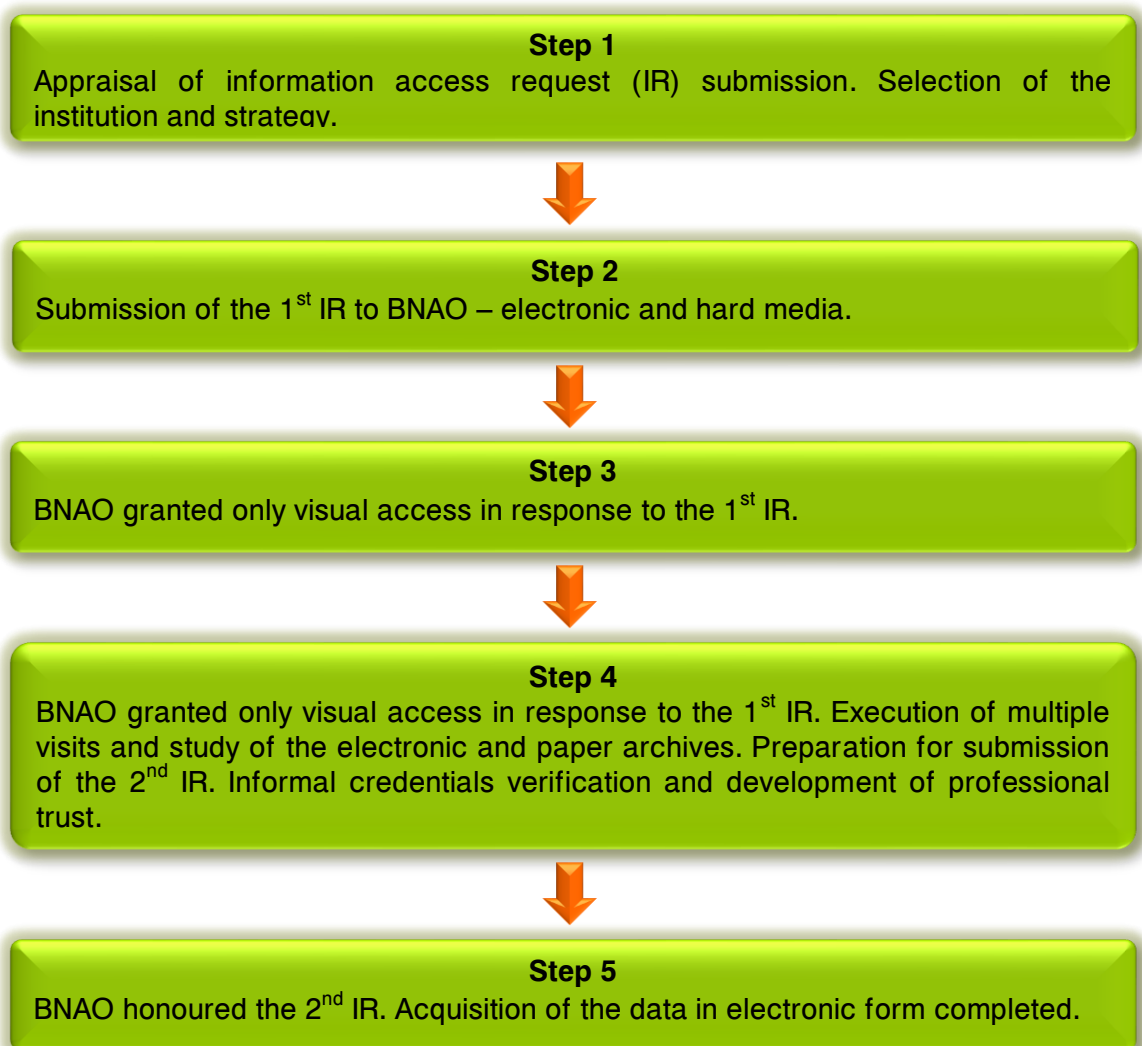 Step 1
Appraisal of information access request (IR) submission. Selection of the
institution and strategy.
Step 2
Submission of the 1st IR to BNAO – electronic and hard media.
Step 3
BNAO granted only visual access in response to the 1st IR.
Step 4
BNAO granted only visual access in response to the 1st IR. Execution of multiple
visits and study of the electronic and paper archives. Preparation for submission
of the 2nd IR. Informal credentials verification and development of professional
trust.
Step 5
BNAO honoured the 2nd IR. Acquisition of the data in electronic form completed.